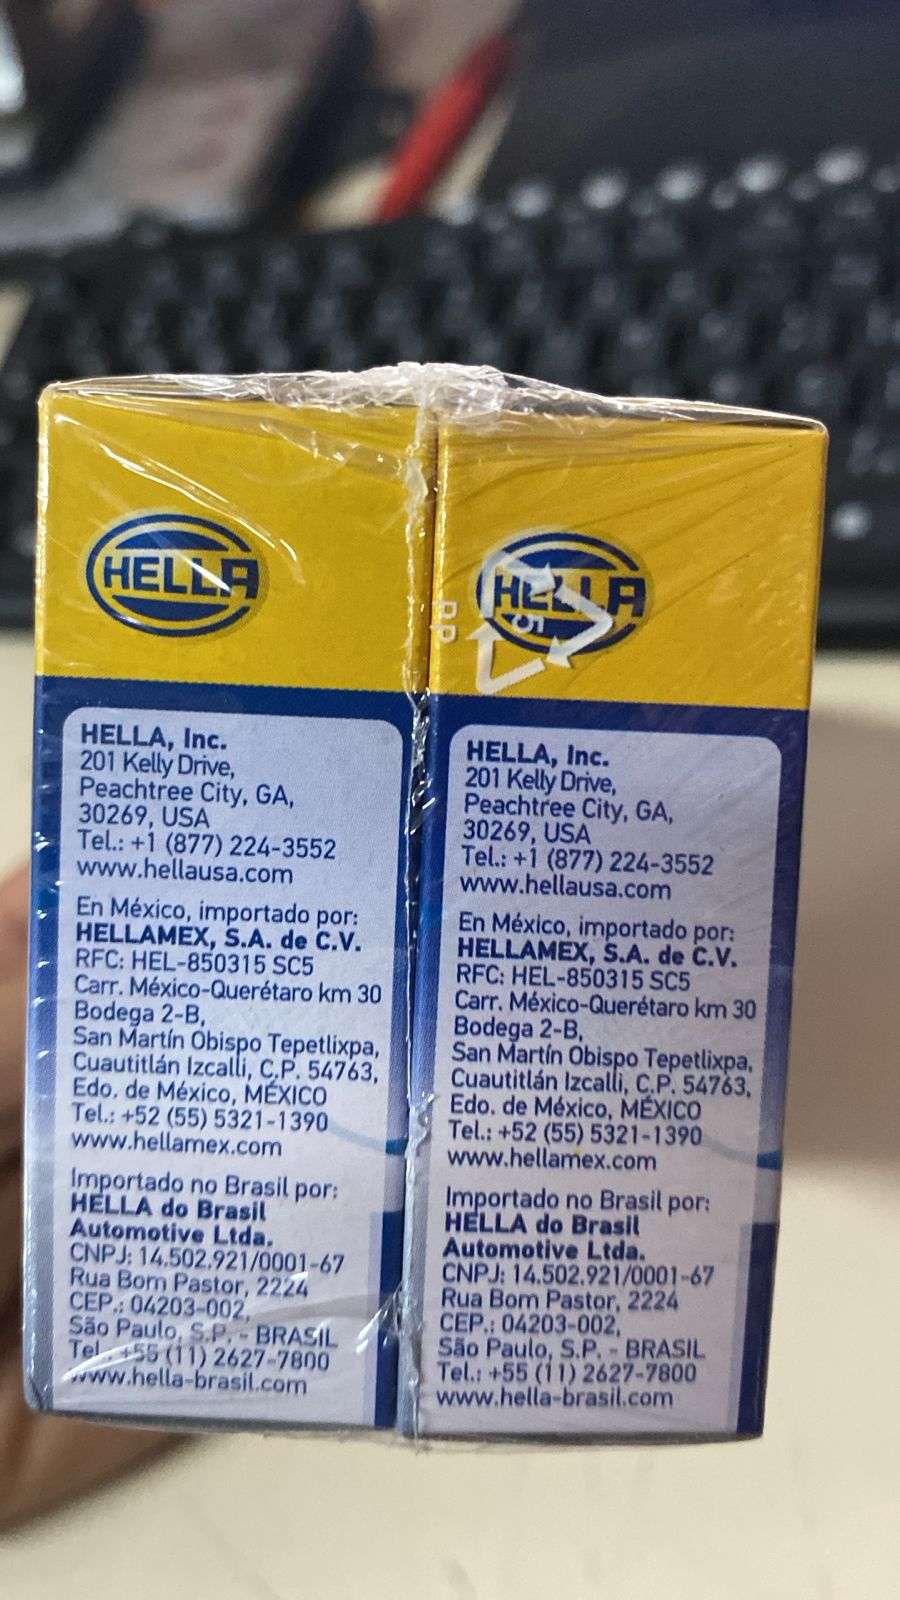 HELLA
HELLA, Inc.
201 Kelly Drive,
Peachtree City, GA,
30269, USA
Tel.: +1 (877) 224-3552
www.hellausa.com
En México, importado por:
HELLAMEX, S.A. de C.V.
RFC: HEL-850315 SC5
Carr. México-Querétaro km 30
Bodega 2-B,
San Martín Obispo Tepetlixpa,
Cuautitlán Izcalli, C.P. 54763,
Edo. de México, MÉXICO
Tel.: +52 (55) 5321-1390
www.hellamex.com
Importado no Brasil por:
HELLA do Brasil
Automotive Ltda.
CNPJ: 14.502.921/0001-67
Rua Bom Pastor, 2224
CEP.: 04203-002,
São Paulo, S.P. - BRASIL
Tel.: +55 (11) 2627-7800
www.hella-brasil.com
HELLA
5
PP
HELLA, Inc.
201 Kelly Drive,
Peachtree City, GA,
30269, USA
Tel.: +1 (877) 224-3552
www.hellausa.com
En México, importado por:
HELLAMEX, S.A. de C.V.
RFC: HEL-850315 SC5
Carr. México-Querétaro km 30
Bodega 2-B,
San Martín Obispo Tepetlixpa,
Cuautitlán Izcalli, C.P. 54763,
Edo. de México, MÉXICO
Tel.: +52 (55) 5321-1390
www.hellamex.com
Importado no Brasil por:
HELLA do Brasil
Automotive Ltda.
CNPJ: 14.502.921/0001-67
Rua Bom Pastor, 2224
CEP.: 04203-002,
São Paulo, S.P. - BRASIL
Tel.: +55 (11) 2627-7800
www.hella-brasil.com